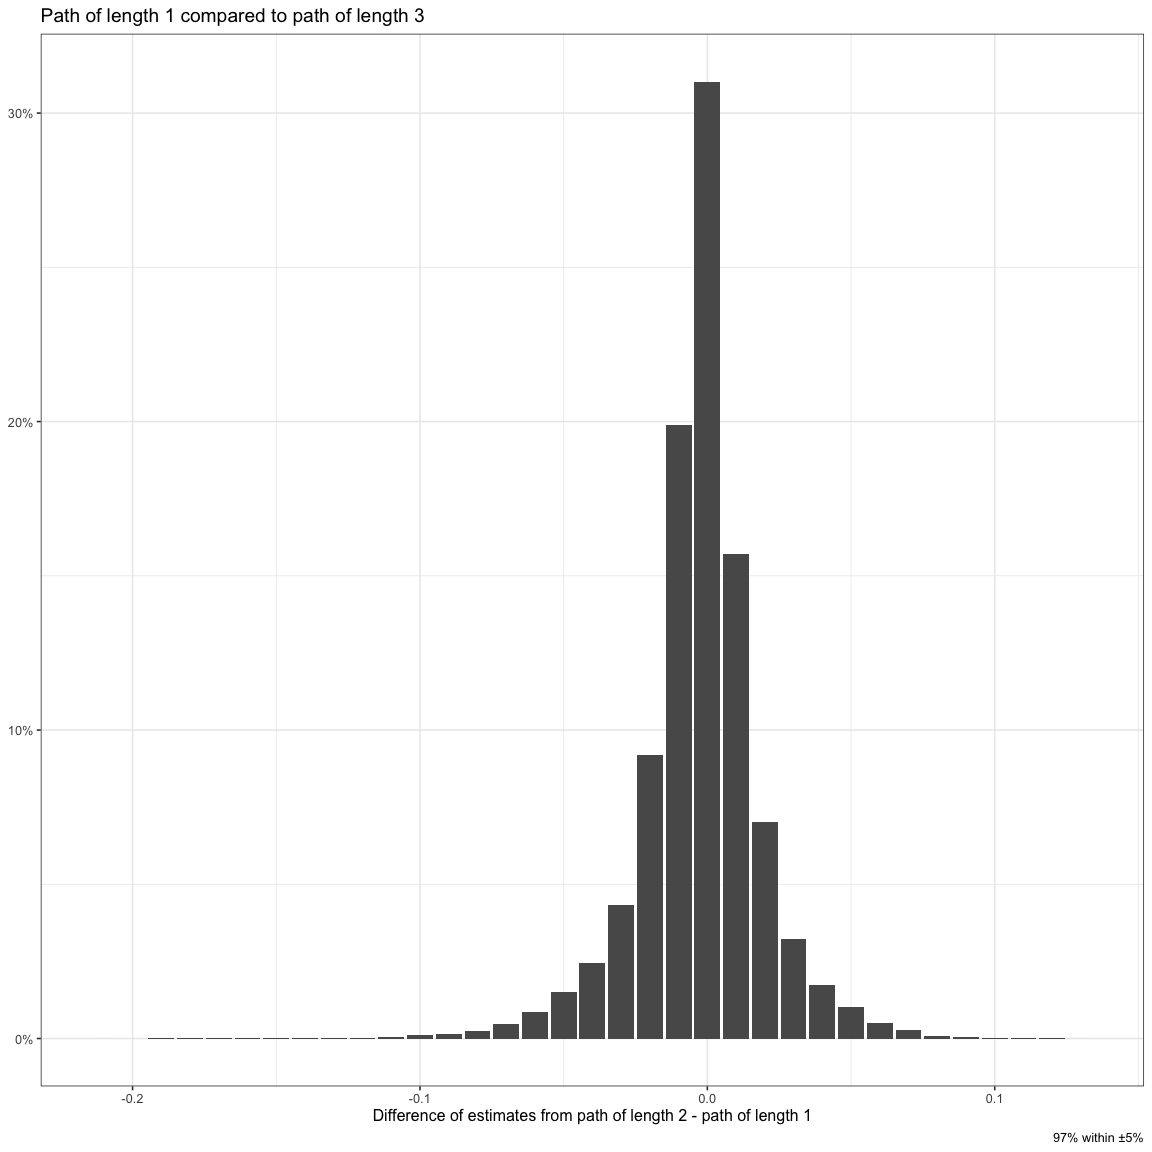 Path of length 1 compared to path of length 3
30%
20%
10%
0%
-0.2
-0.1
0.0
0.1
Difference of estimates from path of length 2 - path of length 1
97% within ±5%